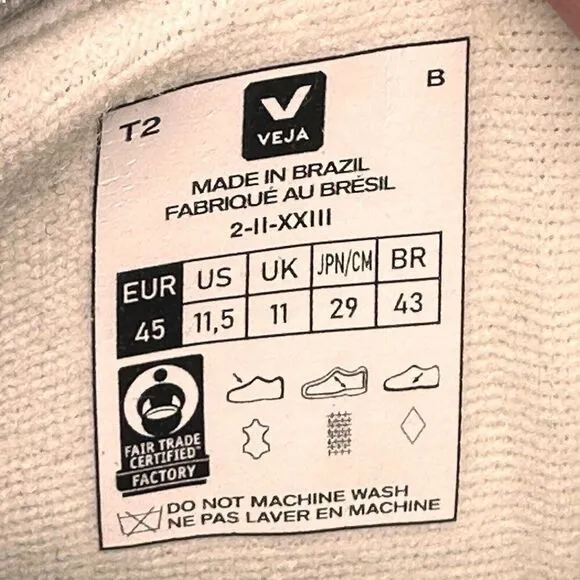 T2
B
VEJA
MADE IN BRAZIL
FABRIQUÉ AU BRÉSIL
2-II-XXIII
EUR US UK JPN/CM BR
45 11,5 11 29 43
FAIR TRADE
CERTIFIED™
FACTORY
DO NOT MACHINE WASH
NE PAS LAVER EN MACHINE